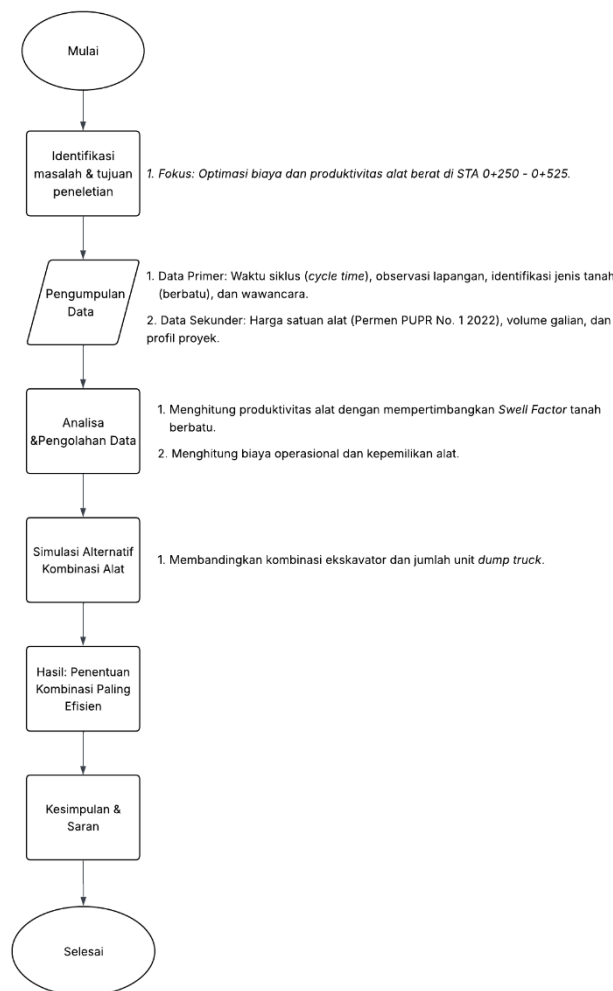 Mulai
Identifikasi
masalah & tujuan
peneletian
1. Fokus: Optimasi biaya dan produktivitas alat berat di STA 0+250 - 0+525.
Pengumpulan
Data
1. Data Primer: Waktu siklus (cycle time), observasi lapangan, identifikasi jenis tanah
(berbatu), dan wawancara.
2. Data Sekunder: Harga satuan alat (Permen PUPR No. 1 2022), volume galian, dan
profil proyek.
Analisa
&Pengolahan Data
1. Menghitung produktivitas alat dengan mempertimbangkan Swell Factor tanah
berbatu.
2. Menghitung biaya operasional dan kepemilikan alat.
Simulasi Alternatif
Kombinasi Alat
1. Membandingkan kombinasi ekskavator dan jumlah unit dump truck.
Hasil: Penentuan
Kombinasi Paling
Efisien
Kesimpulan &
Saran
Selesai